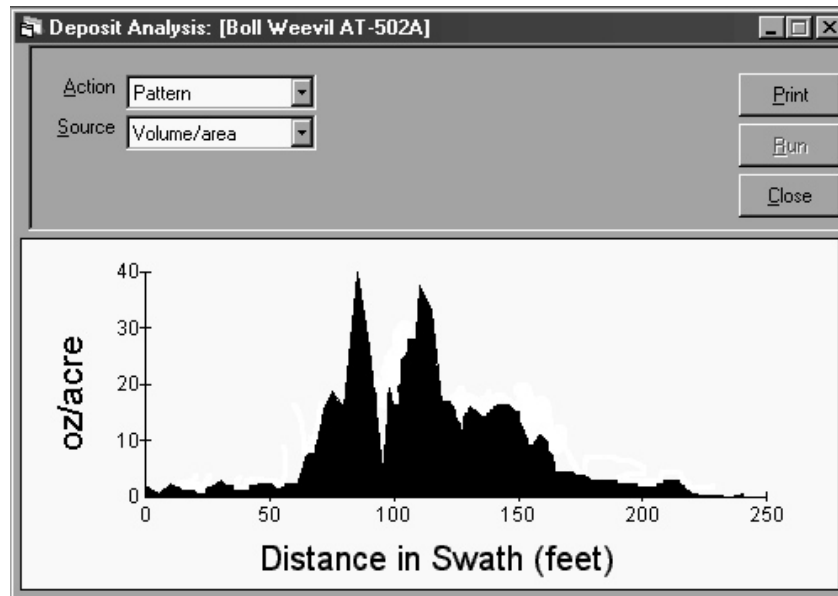 Deposit Analysis: [Boll Weevil AT-502A]
Action Pattern
Source Volume/area
Print
Run
Close
40
30
20
10
0
oz/acre
0 50 100 150 200 250
Distance in Swath (feet)